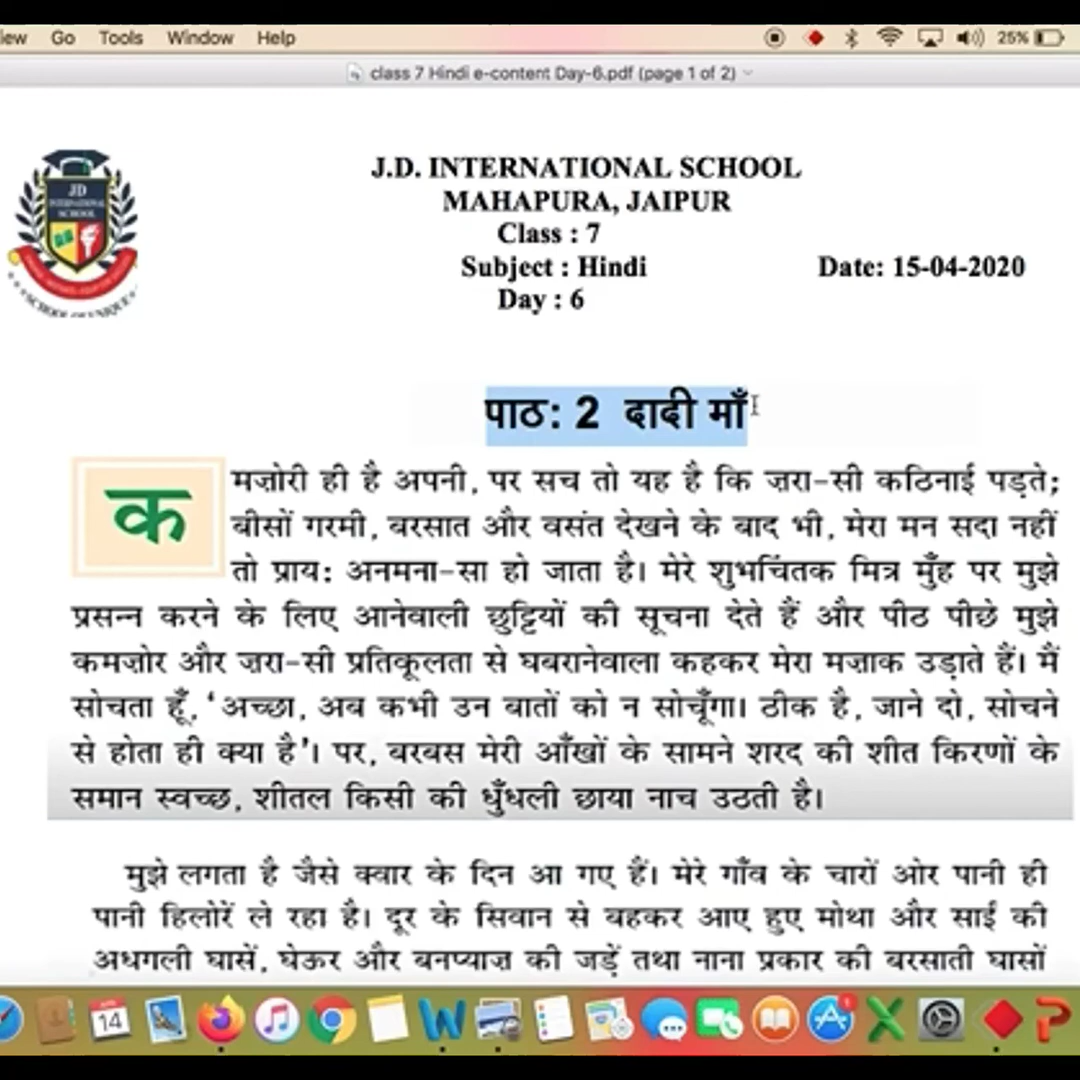 iew Go Tools Window Help 25%
class 7 Hindi e-content Day-6.pdf (page 1 of 2)
JD
INTERNATIONAL
SCHOOL
J.D. INTERNATIONAL SCHOOL
MAHAPURA, JAIPUR
Class : 7
Subject : Hindi Date: 15-04-2020
Day : 6
पाठ: 2 दादी माँ
कमज़ोरी ही है अपनी, पर सच तो यह है कि ज़रा-सी कठिनाई पड़ते;
बीसों गरमी, बरसात और वसंत देखने के बाद भी, मेरा मन सदा नहीं
तो प्राय: अनमना-सा हो जाता है। मेरे शुभचिंतक मित्र मुँह पर मुझे
प्रसन्न करने के लिए आनेवाली छुट्टियों की सूचना देते हैं और पीठ पीछे मुझे
कमज़ोर और ज़रा-सी प्रतिकूलता से घबरानेवाला कहकर मेरा मज़ाक उड़ाते हैं। मैं
सोचता हूँ, ‘अच्छा, अब कभी उन बातों को न सोचूँगा। ठीक है, जाने दो, सोचने
से होता ही क्या है’। पर, बरबस मेरी आँखों के सामने शरद की शीत किरणों के
समान स्वच्छ, शीतल किसी की धुँधली छाया नाच उठती है।
मुझे लगता है जैसे क्वार के दिन आ गए हैं। मेरे गाँव के चारों ओर पानी ही
पानी हिलोरें ले रहा है। दूर के सिवान से बहकर आए हुए मोथा और साईं की
अधगली घासें, घेऊर और बनप्याज की जड़ें तथा नाना प्रकार की बरसाती घासों
14
1